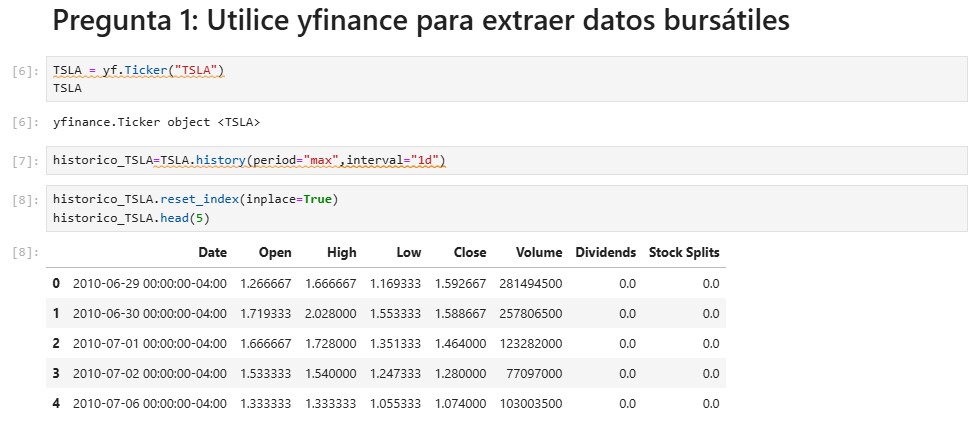 Pregunta 1: Utilice yfinance para extraer datos bursátiles
[6]: TSLA = yf.Ticker("TSLA")
TSLA
[6]: yfinance.Ticker object <TSLA>
[7]: historico_TSLA=TSLA.history(period="max",interval="1d")
[8]: historico_TSLA.reset_index(inplace=True)
historico_TSLA.head(5)
[8]: Date Open High Low Close Volume Dividends Stock Splits
0 2010-06-29 00:00:00-04:00 1.266667 1.666667 1.169333 1.592667 281494500 0.0 0.0
1 2010-06-30 00:00:00-04:00 1.719333 2.028000 1.553333 1.588667 257806500 0.0 0.0
2 2010-07-01 00:00:00-04:00 1.666667 1.728000 1.351333 1.464000 123282000 0.0 0.0
3 2010-07-02 00:00:00-04:00 1.533333 1.540000 1.247333 1.280000 77097000 0.0 0.0
4 2010-07-06 00:00:00-04:00 1.333333 1.333333 1.055333 1.074000 103003500 0.0 0.0